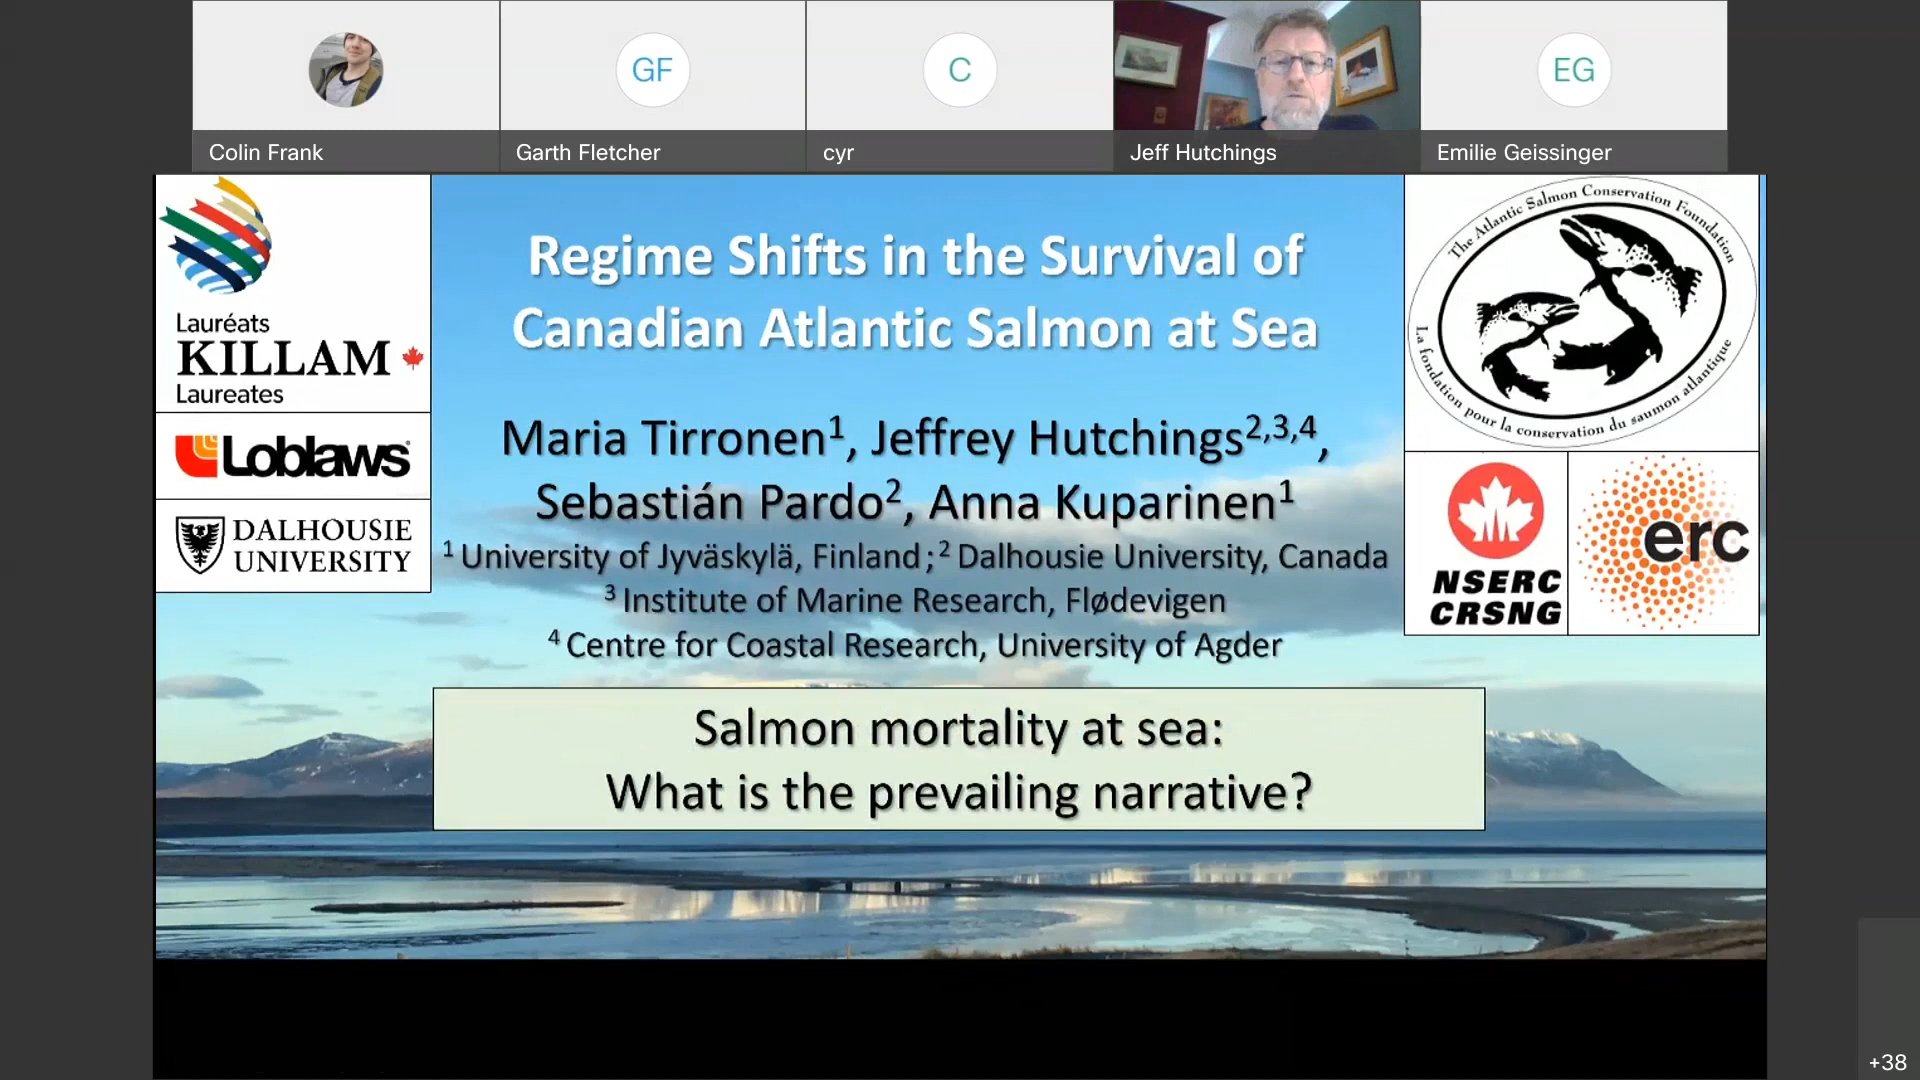 GF
C
EG
Colin Frank
Garth Fletcher
cyr
Jeff Hutchings
Emilie Geissinger
Lauréats
KILLAM
Laureates
Loblaws
DALHOUSIE
UNIVERSITY
Regime Shifts in the Survival of
Canadian Atlantic Salmon at Sea
Maria Tirronen1, Jeffrey Hutchings2,3,4,
Sebastián Pardo2, Anna Kuparinen1
1 University of Jyväskylä, Finland; 2 Dalhousie University, Canada
3 Institute of Marine Research, Flødevigen
4 Centre for Coastal Research, University of Agder
The Atlantic Salmon Conservation Foundation
La fondation pour la conservation du saumon atlantique
NSERC
CRSNG
erc
Salmon mortality at sea:
What is the prevailing narrative?
+38